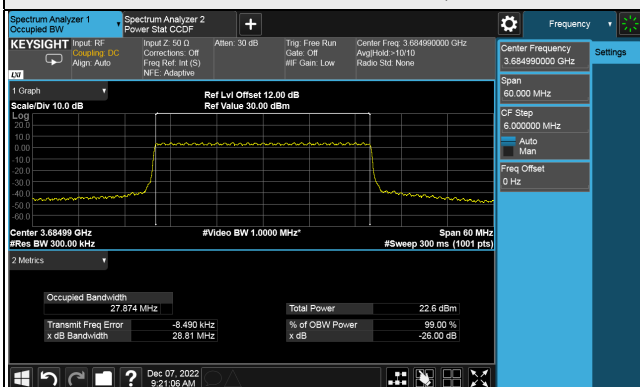 Spectrum Analyzer 1
Occupied BW
Spectrum Analyzer 2
Power Stat CCDF
Frequency
KEYSIGHT
Input: RF
Coupling: DC
Align: Auto
Input Z: 50 Ω
Corrections: Off
Freq Ref: Int (S)
NFE: Adaptive
Atten: 30 dB
Trig: Free Run
Gate: Off
#IF Gain: Low
Center Freq: 3.684990000 GHz
Avg|Hold:>10/10
Radio Std: None
LXI
Center Frequency
3.684990000 GHz
Settings
Span
60.000 MHz
CF Step
6.000000 MHz
Auto
Man
Freq Offset
0 Hz
1 Graph
Scale/Div 10.0 dB
Ref Lvl Offset 12.00 dB
Ref Value 30.00 dBm
Log
20.0
10.0
0.00
-10.0
-20.0
-30.0
-40.0
-50.0
-60.0
Center 3.68499 GHz
#Res BW 300.00 kHz
#Video BW 1.0000 MHz*
Span 60 MHz
#Sweep 300 ms (1001 pts)
2 Metrics
Occupied Bandwidth
27.874 MHz
Total Power 22.6 dBm
Transmit Freq Error -8.490 kHz
% of OBW Power 99.00 %
x dB Bandwidth 28.81 MHz
x dB -26.00 dB
?
Dec 07, 2022
9:21:06 AM